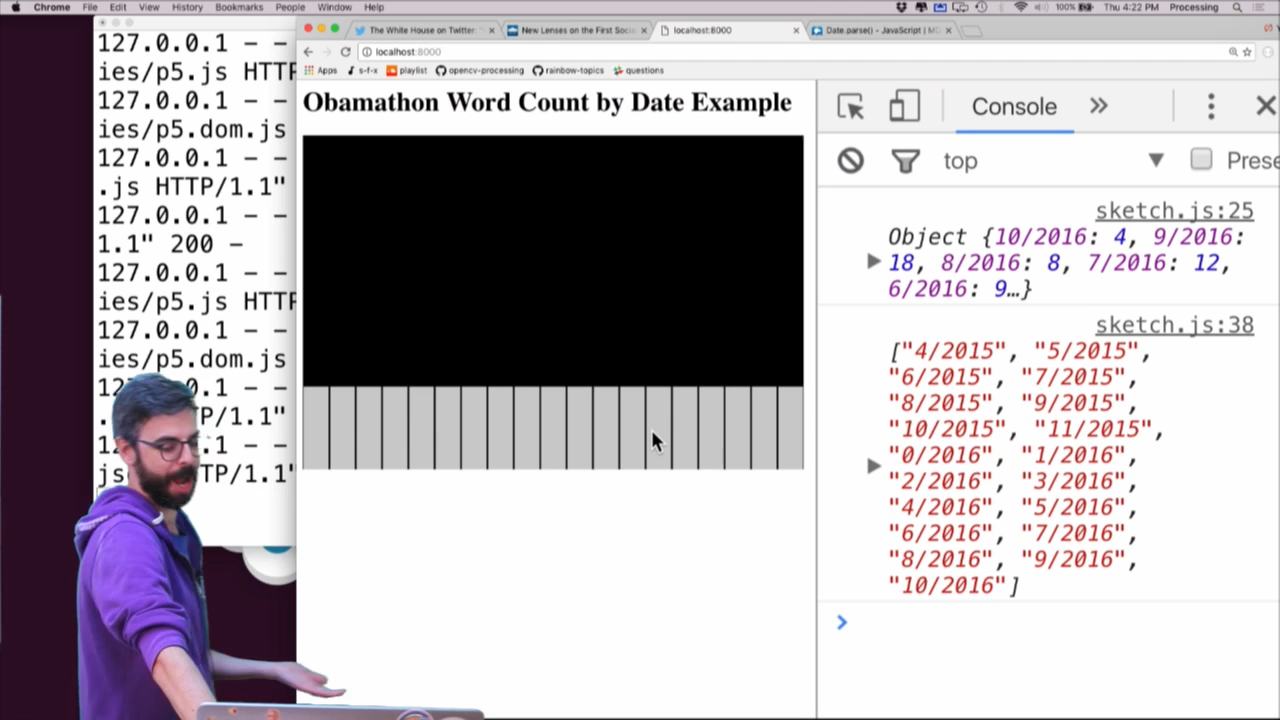 Chrome File Edit View History Bookmarks People Window Help 100% Thu 4:22 PM Processing
127.0.0.1 - -
ies/p5.js HTTP
127.0.0.1 - -
ies/p5.dom.js
127.0.0.1 - -
.js HTTP/1.1"
127.0.0.1 - -
1.1" 200 -
127.0.0.1 - -
ies/p5.js HTTP
127.0.0.1 - -
ies/p5.dom.js
The White House on Twitter: New Lenses on the First Soci localhost:8000 Date.parse() - JavaScript | M
localhost:8000
Apps s-f-x playlist opencv-processing rainbow-topics questions
Obamathon Word Count by Date Example
Console
top Prese
sketch.js:25
Object {10/2016: 4, 9/2016:
18, 8/2016: 8, 7/2016: 12,
6/2016: 9…}
sketch.js:38
["4/2015", "5/2015",
"6/2015", "7/2015",
"8/2015", "9/2015",
"10/2015", "11/2015",
"0/2016", "1/2016",
"2/2016", "3/2016",
"4/2016", "5/2016",
"6/2016", "7/2016",
"8/2016", "9/2016",
"10/2016"]